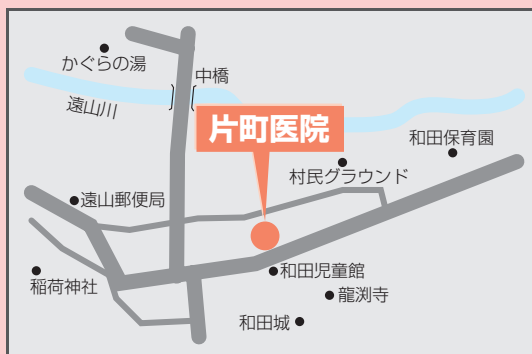 かぐらの湯
中橋
遠山川
片町医院
和田保育園
村民グラウンド
遠山郵便局
和田児童館
稲荷神社
龍渕寺
和田城